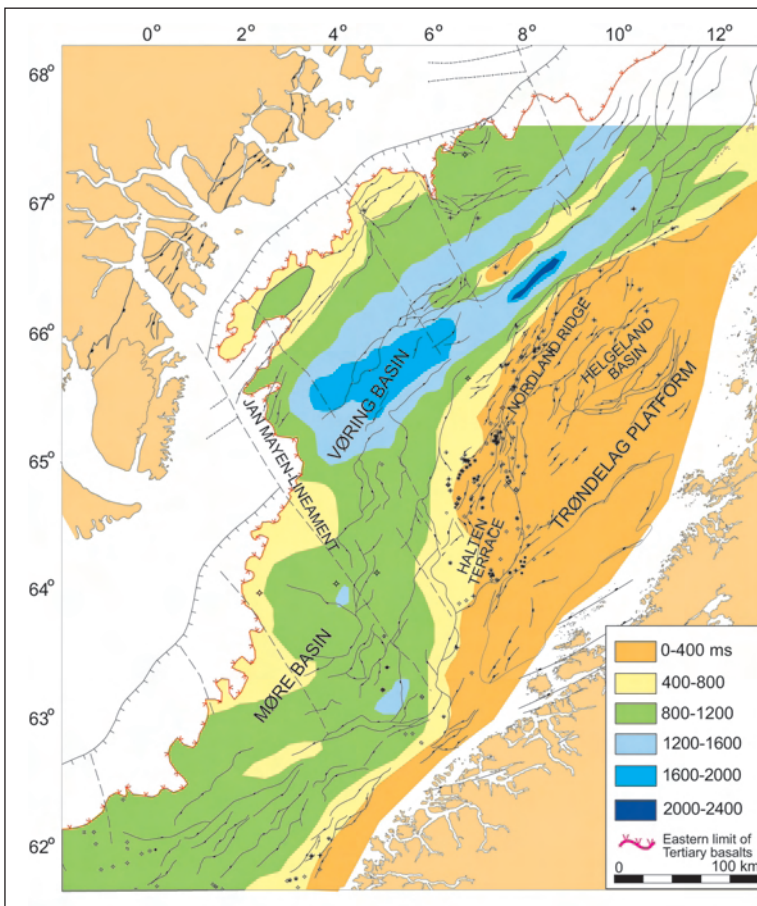 0° 2° 4° 6° 8° 10° 12°
68°
67°
66°
65°
64°
63°
62°
NORDLAND RIDGE
HELGELAND
BASIN
VØRING BASIN
TRØNDELAG PLATFORM
JAN MAYEN-LINEAMENT
HALTEN
TERRACE
MØRE BASIN
0-400 ms
400-800
800-1200
1200-1600
1600-2000
2000-2400
Eastern limit of
Tertiary basalts
0 100 km